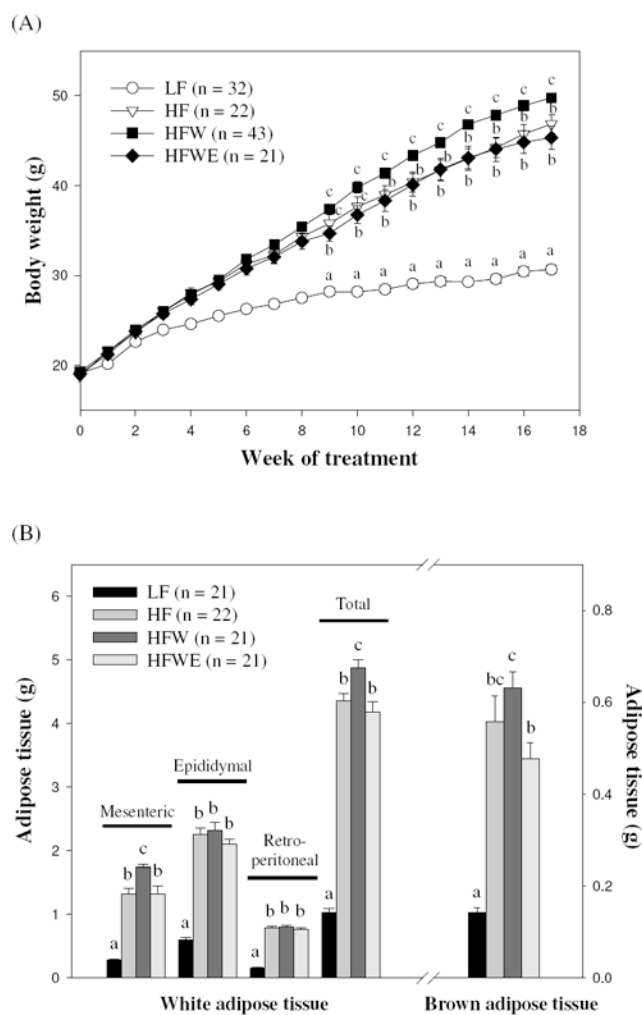 (A)
LF (n = 32)
HF (n = 22)
HFW (n = 43)
HFWE (n = 21)
Body weight (g)
50
40
30
20
c c c c c c c c c
c c b b b b b b b
b b b b b b b b b
a a a a a a a a a
0 2 4 6 8 10 12 14 16 18
Week of treatment
(B)
LF (n = 21)
HF (n = 22)
HFW (n = 21)
HFWE (n = 21)
Adipose tissue (g)
6
5
4
3
2
1
0
Mesenteric
a b c b
Epididymal
a b b b
Retro-
peritoneal
a b b b
Total
a b c b
a bc c b
0.8
0.6
0.4
0.2
0.0
Adipose tissue (g)
White adipose tissue
Brown adipose tissue